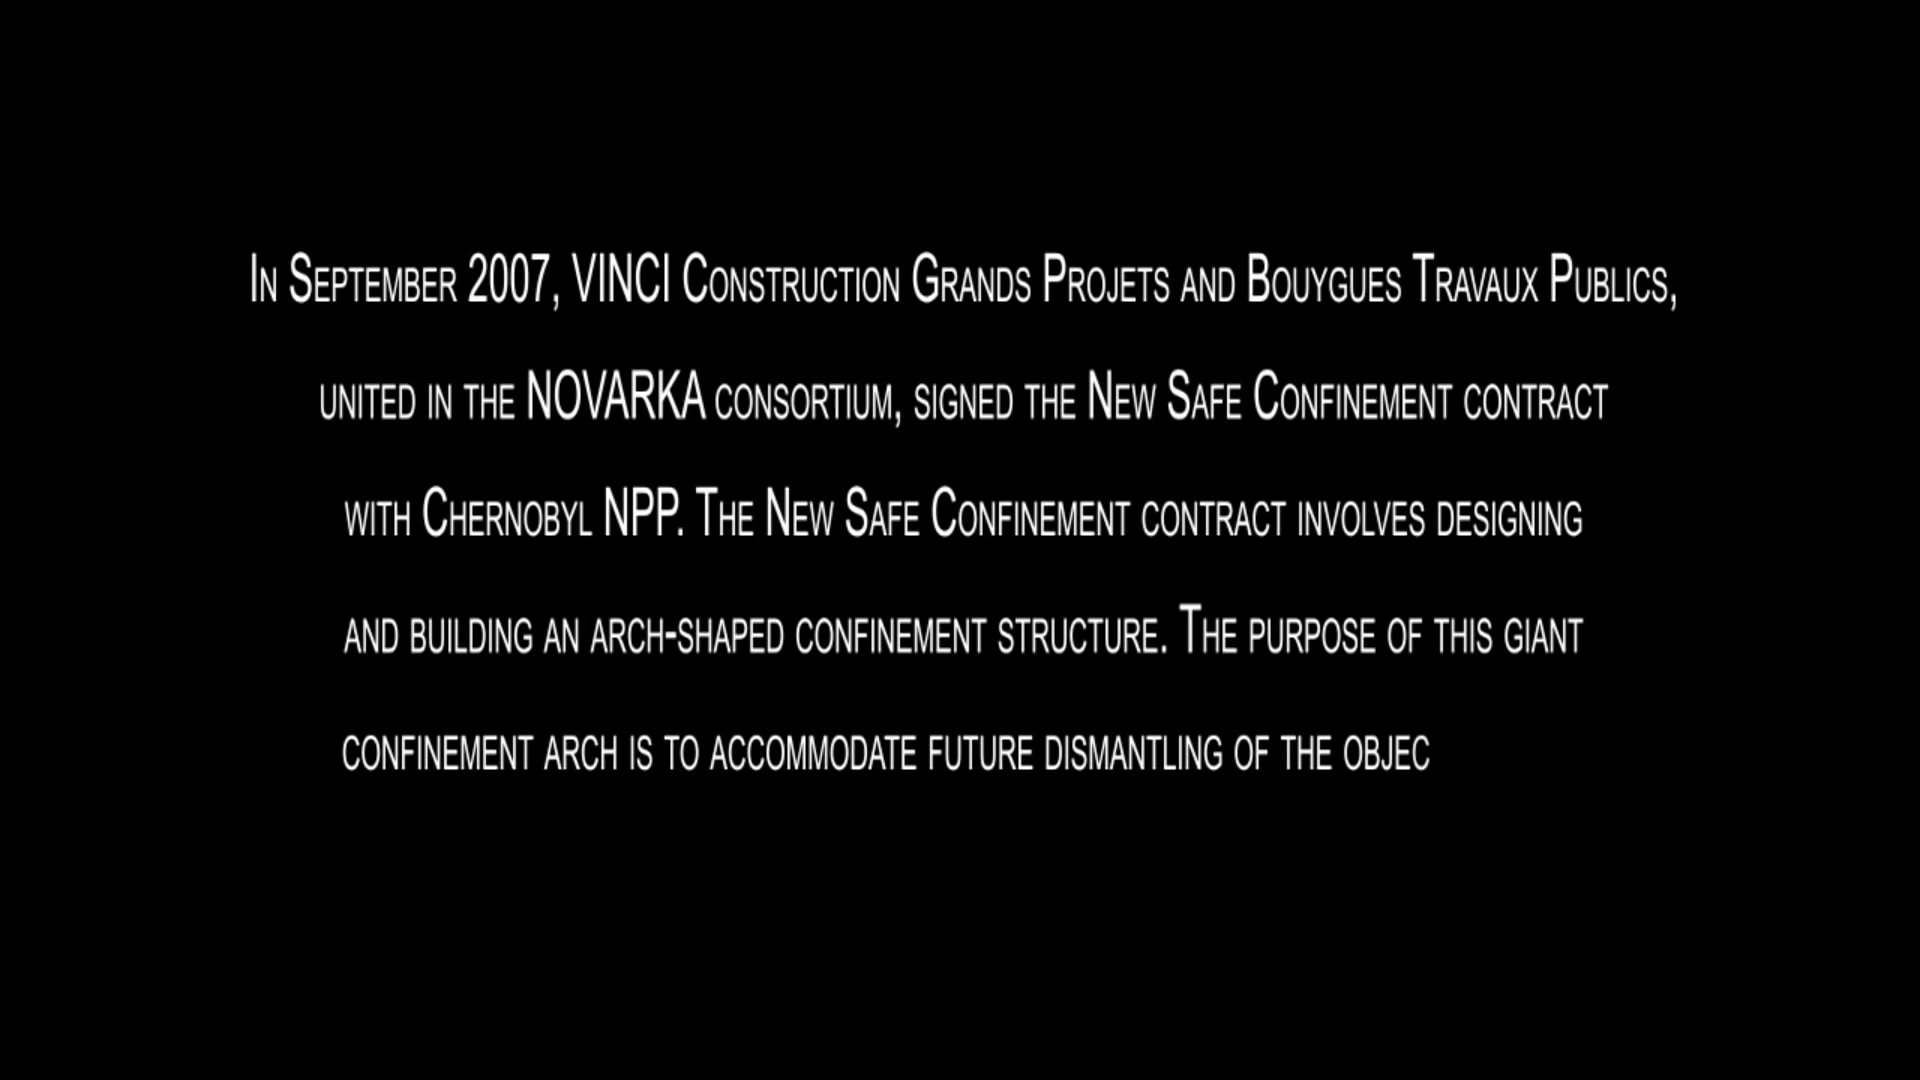 In September 2007, VINCI Construction Grands Projets and Bouygues Travaux Publics,
united in the NOVARKA consortium, signed the New Safe Confinement contract
with Chernobyl NPP. The New Safe Confinement contract involves designing
and building an arch-shaped confinement structure. The purpose of this giant
confinement arch is to accommodate future dismantling of the objec